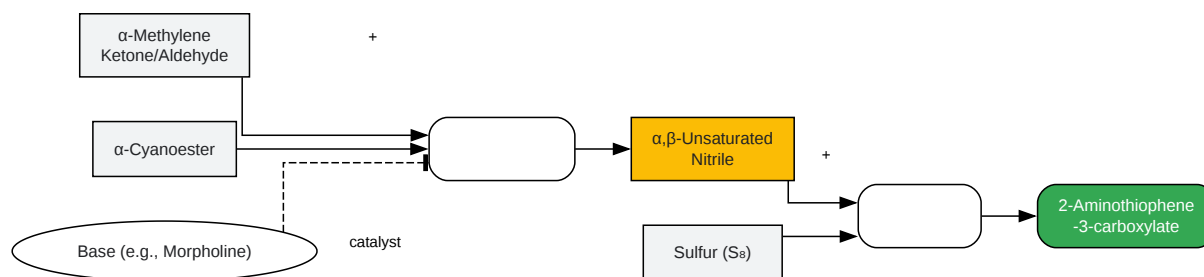 α-Methylene
Ketone/Aldehyde
+
α-Cyanoester
α,β-Unsaturated
Nitrile
+
2-Aminothiophene
-3-carboxylate
Base (e.g., Morpholine)
catalyst
Sulfur (S₈)